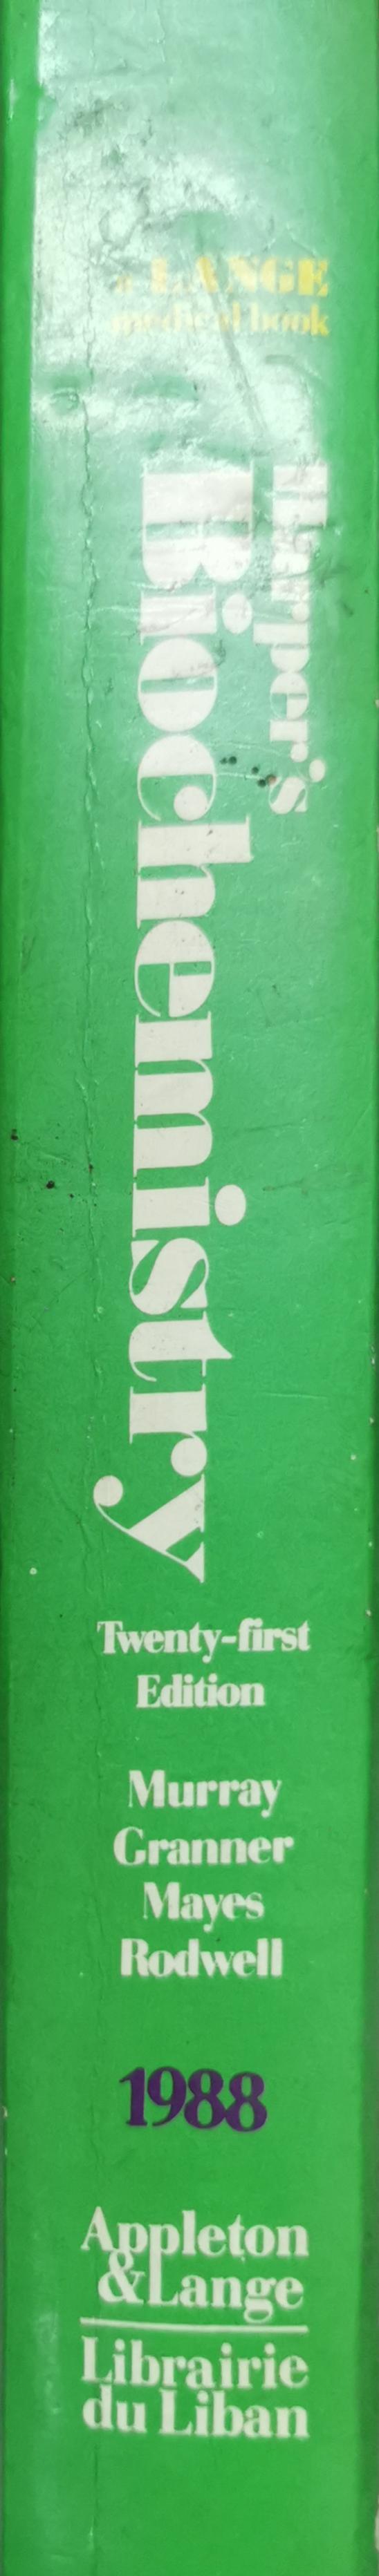 a LANGE
medical book
Harper's
Biochemistry
Twenty-first
Edition
Murray
Granner
Mayes
Rodwell
1988
Appleton
&Lange
Librairie
du Liban